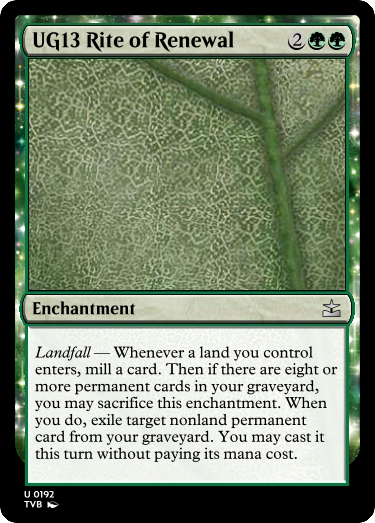 UG13 Rite of Renewal 2
Enchantment
Landfall — Whenever a land you control
enters, mill a card. Then if there are eight or
more permanent cards in your graveyard,
you may sacrifice this enchantment. When
you do, exile target nonland permanent
card from your graveyard. You may cast it
this turn without paying its mana cost.
U 0192
TVB